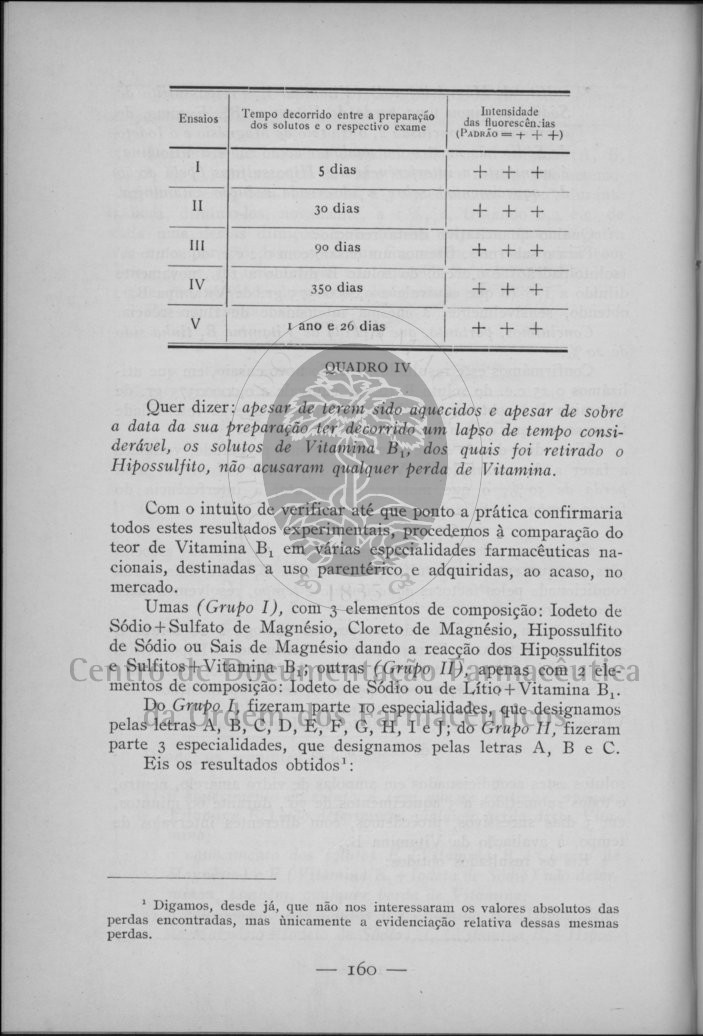 Ensaios
Tempo decorrido entre a preparação
dos solutos e o respectivo exame
Intensidade
das fluorescências
(PADRÃO = + + +)
I 5 dias + + +
II 30 dias + + +
III 90 dias + + +
IV 350 dias + + +
V 1 ano e 26 dias + + +
QUADRO IV
Quer dizer: apesar de terem sido aquecidos e apesar de sobre
a data da sua preparação ter decorrido um lapso de tempo consi-
derável, os solutos de Vitamina B₁, dos quais foi retirado o
Hipossulfito, não acusaram qualquer perda de Vitamina.
Com o intuito de verificar até que ponto a prática confirmaria
todos estes resultados experimentais, procedemos à comparação do
teor de Vitamina B₁ em várias especialidades farmacêuticas na-
cionais, destinadas a uso parentérico e adquiridas, ao acaso, no
mercado.
1835
Umas (Grupo I), com 3 elementos de composição: Iodeto de
Sódio+Sulfato de Magnésio, Cloreto de Magnésio, Hipossulfito
de Sódio ou Sais de Magnésio dando a reacção dos Hipossulfitos
e Sulfitos+Vitamina B₁; outras (Grupo II), apenas com 2 ele-
Centro de Documentação Farmacêutica
mentos de composição: Iodeto de Sódio ou de Lítio+Vitamina B₁.
Do Grupo I, fizeram parte 10 especialidades, que designamos
da Ordem dos Farmacêuticos
pelas letras A, B, C, D, E, F, G, H, I e J; do Grupo II, fizeram
parte 3 especialidades, que designamos pelas letras A, B e C.
Eis os resultados obtidos¹:
¹ Digamos, desde já, que não nos interessaram os valores absolutos das
perdas encontradas, mas ùnicamente a evidenciação relativa dessas mesmas
perdas.
— 160 —